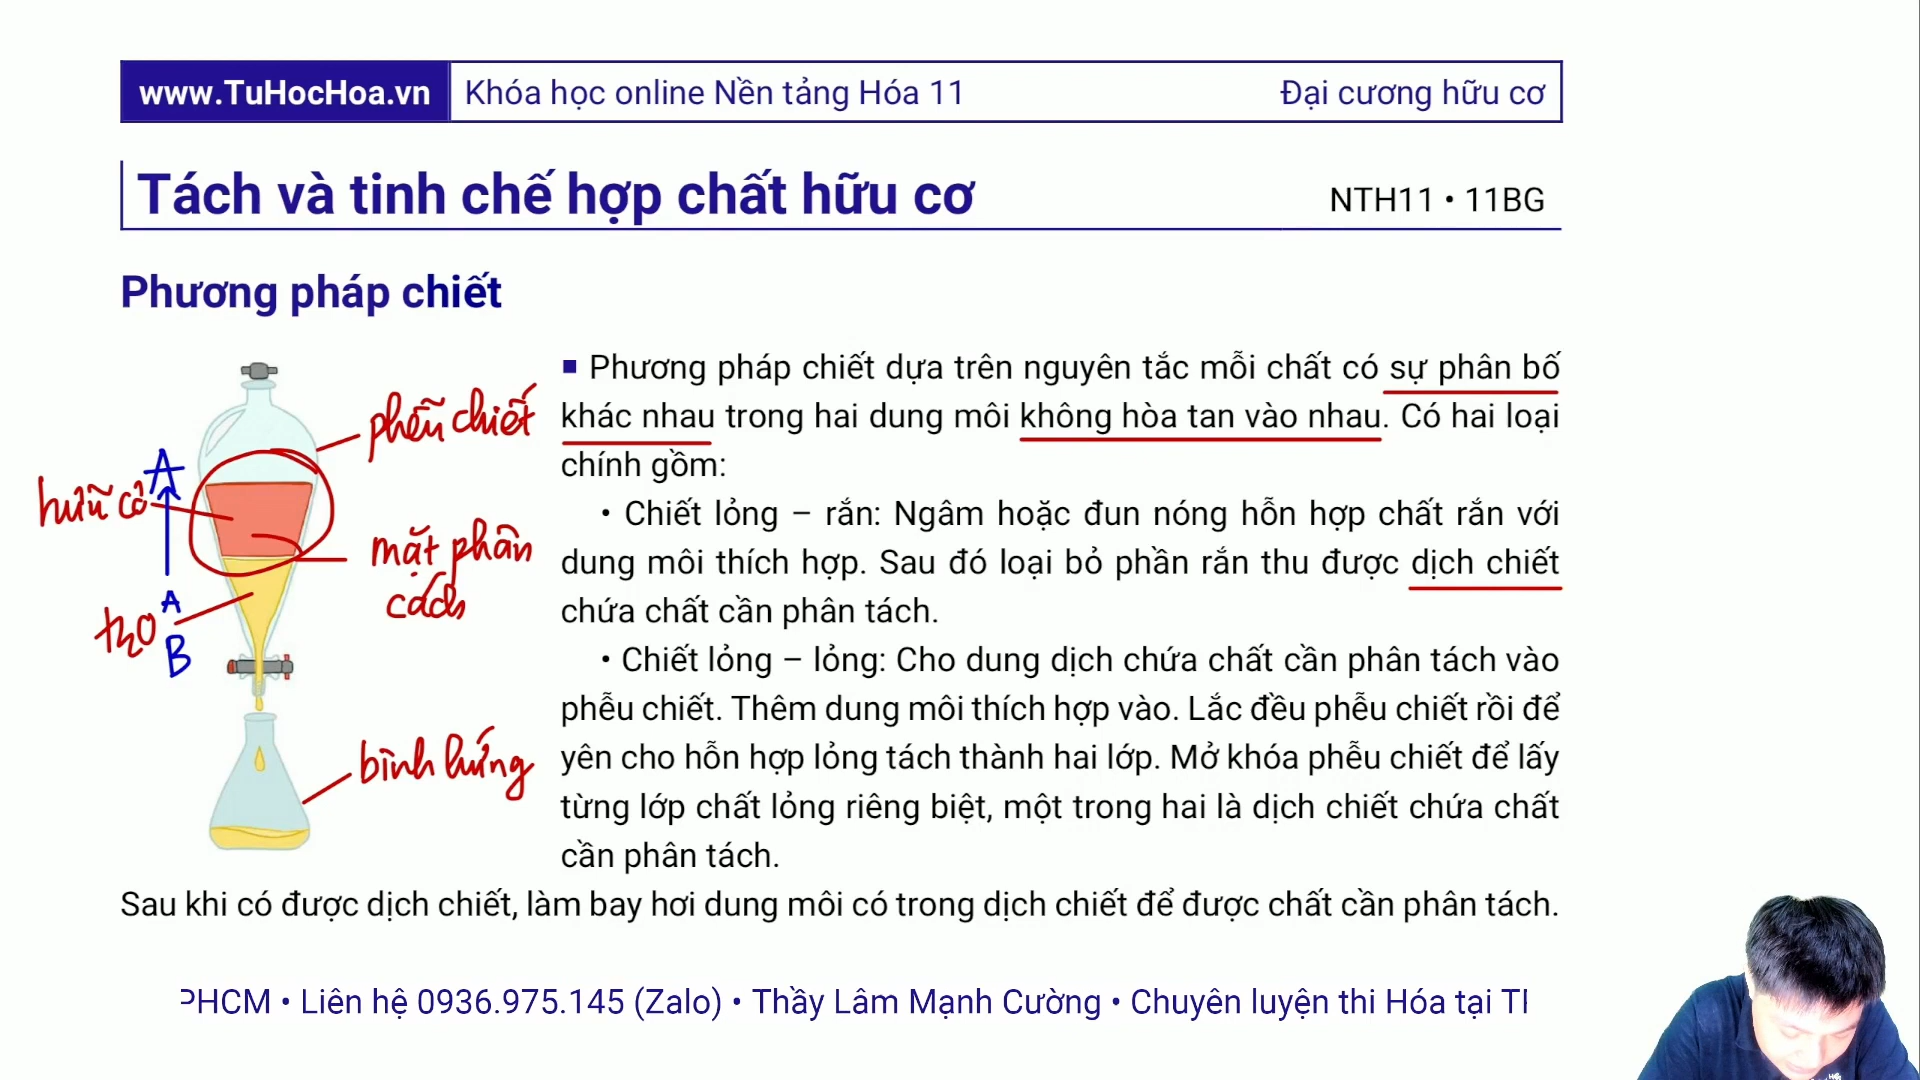 www.TuHocHoa.vn Khóa học online Nền tảng Hóa 11 Đại cương hữu cơ
Tách và tinh chế hợp chất hữu cơ NTH11 • 11BG
Phương pháp chiết
phễu chiết
A
hữu cơ
mặt phân
cách
A
H2O
B
bình hứng
▪ Phương pháp chiết dựa trên nguyên tắc mỗi chất có sự phân bố
khác nhau trong hai dung môi không hòa tan vào nhau. Có hai loại
chính gồm:
• Chiết lỏng – rắn: Ngâm hoặc đun nóng hỗn hợp chất rắn với
dung môi thích hợp. Sau đó loại bỏ phần rắn thu được dịch chiết
chứa chất cần phân tách.
• Chiết lỏng – lỏng: Cho dung dịch chứa chất cần phân tách vào
phễu chiết. Thêm dung môi thích hợp vào. Lắc đều phễu chiết rồi để
yên cho hỗn hợp lỏng tách thành hai lớp. Mở khóa phễu chiết để lấy
từng lớp chất lỏng riêng biệt, một trong hai là dịch chiết chứa chất
cần phân tách.
Sau khi có được dịch chiết, làm bay hơi dung môi có trong dịch chiết để được chất cần phân tách.
PHCM • Liên hệ 0936.975.145 (Zalo) • Thầy Lâm Mạnh Cường • Chuyên luyện thi Hóa tại TP